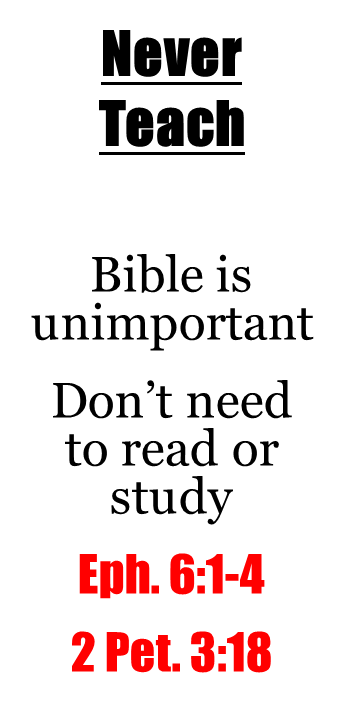 Never
Teach
Bible is
unimportant
Don’t need
to read or
study
Eph. 6:1-4
2 Pet. 3:18